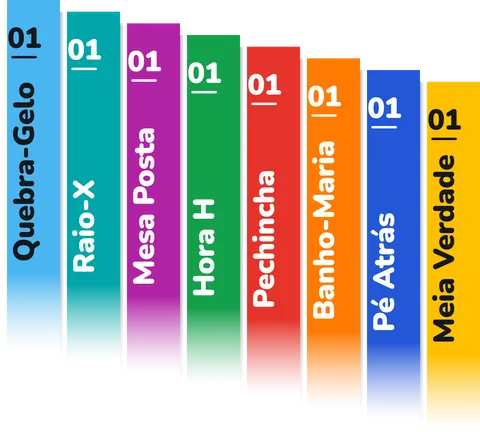 01
Quebra-Gelo
01
Raio-X
01
Mesa Posta
01
Hora H
01
Pechincha
01
Banho-Maria
01
Pé Atrás
01
Meia Verdade